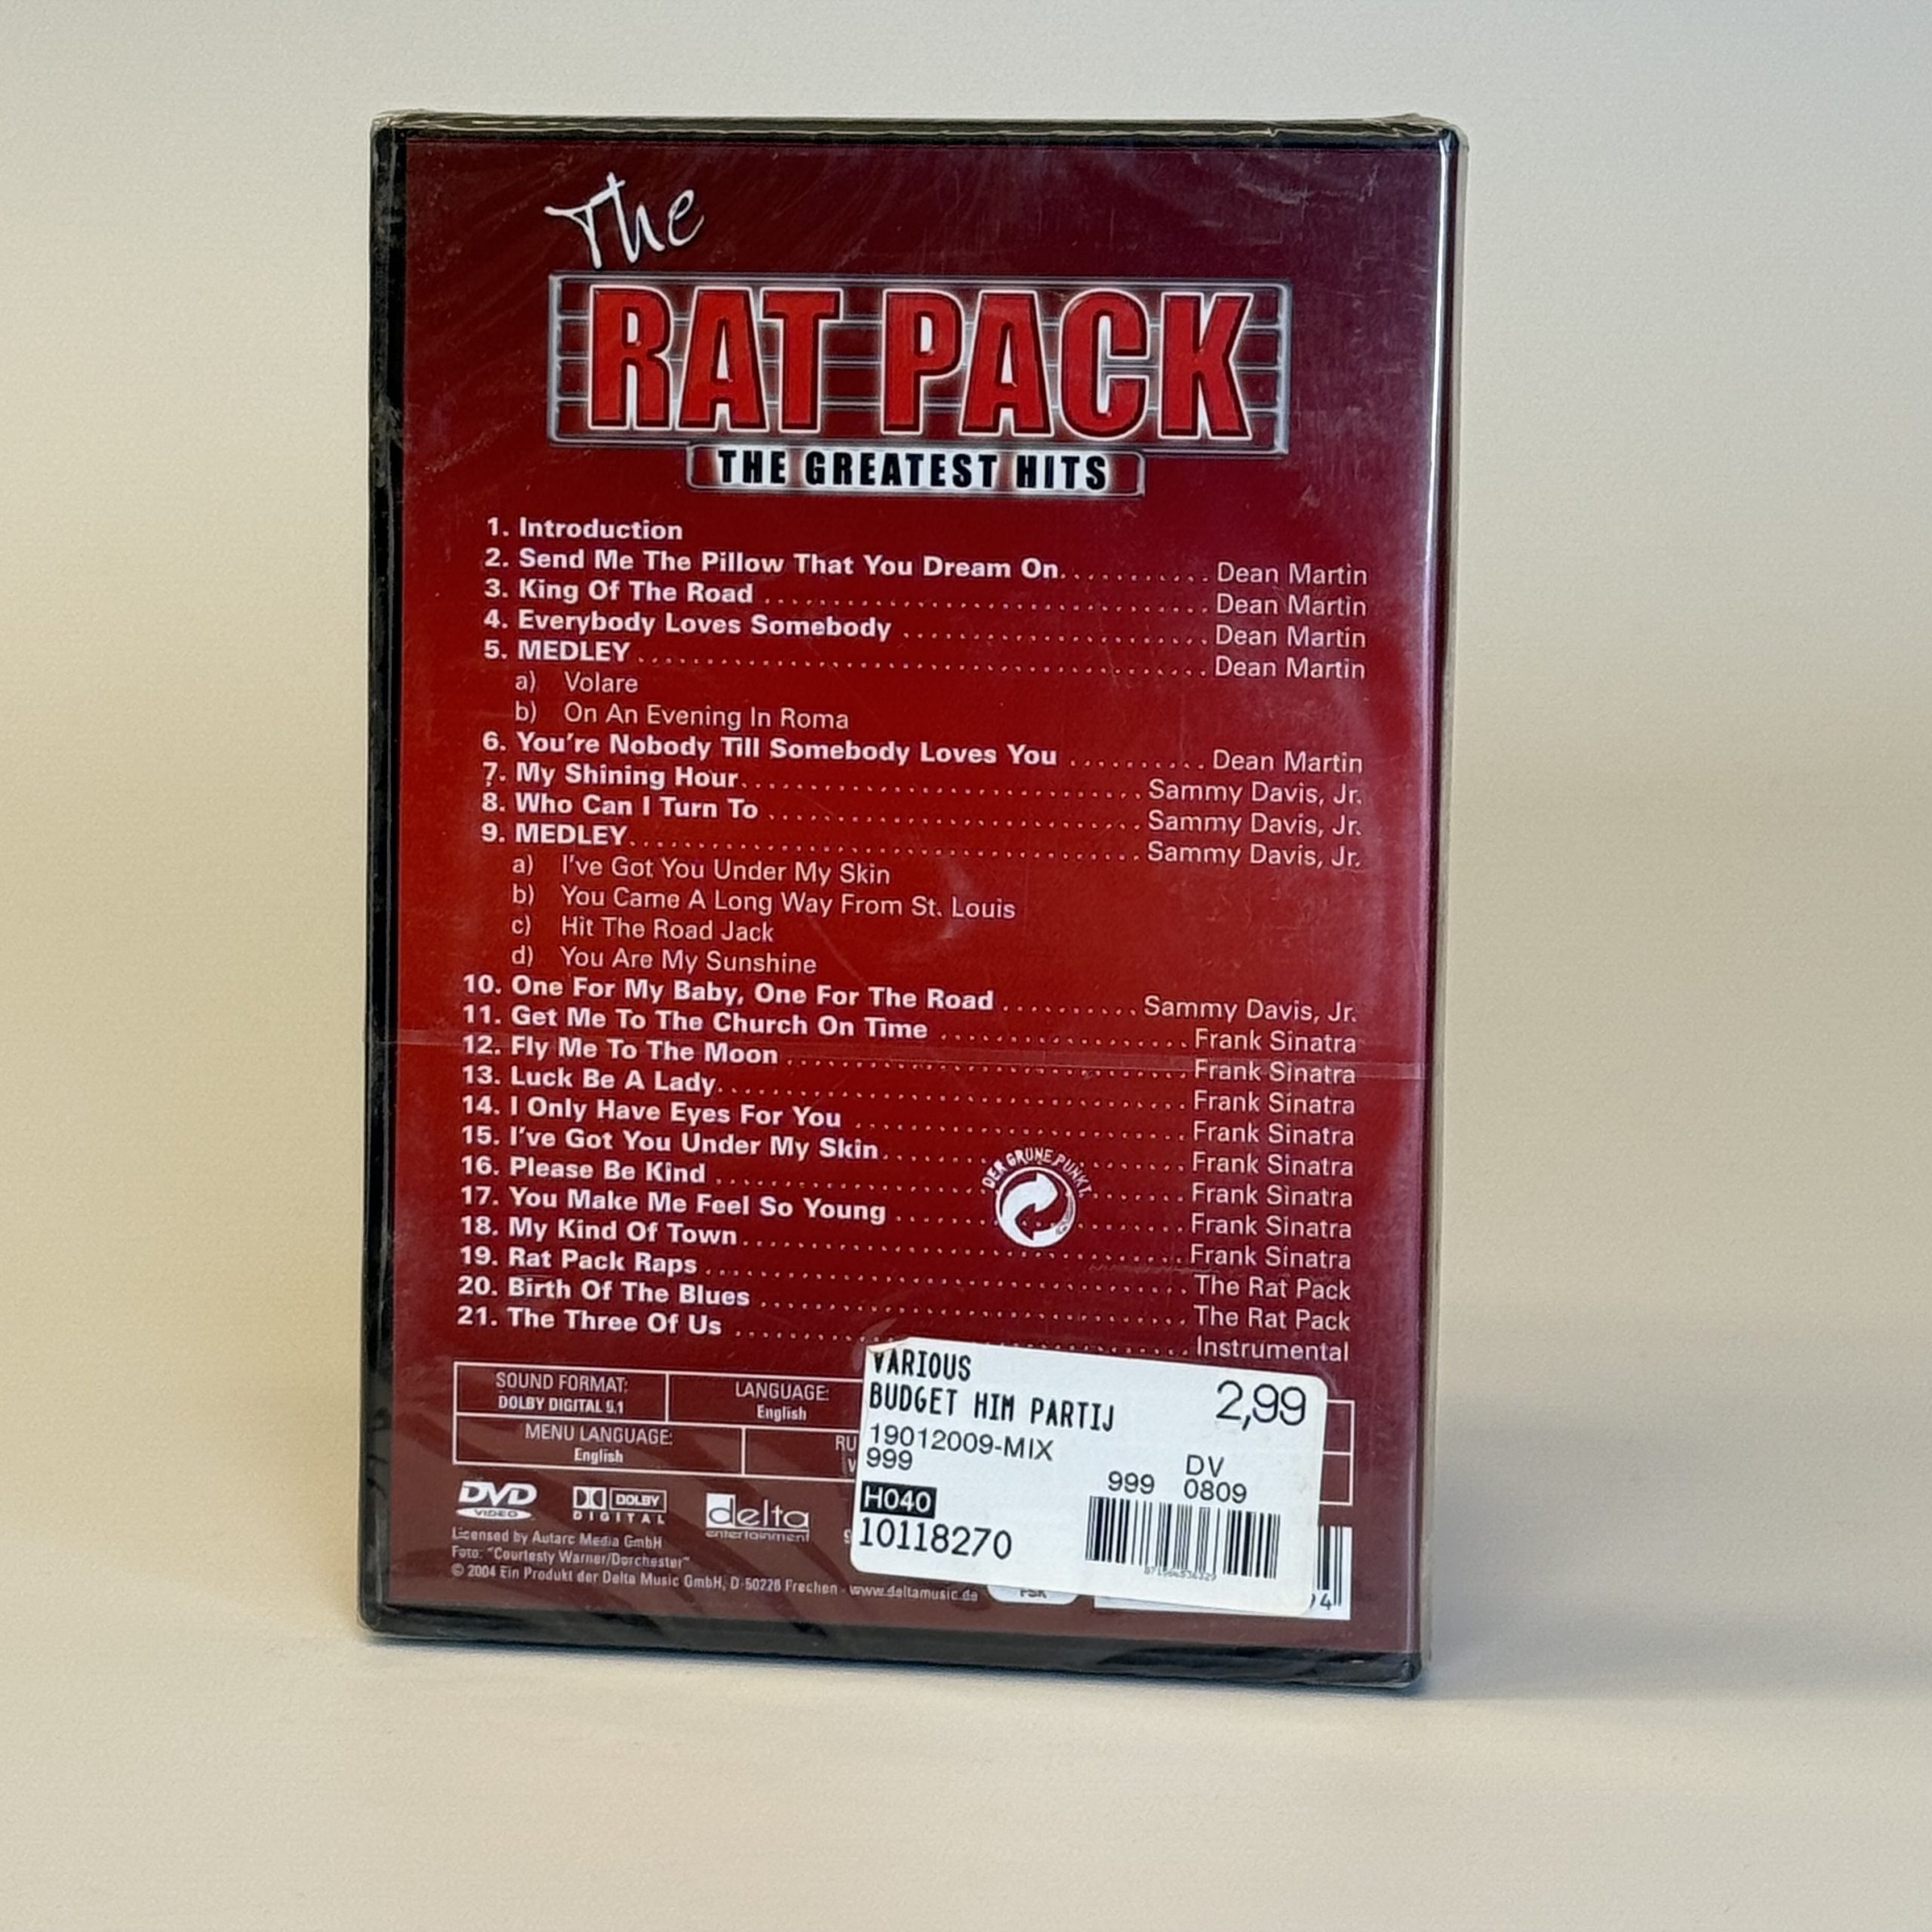 The
RAT PACK
THE GREATEST HITS
1. Introduction
2. Send Me The Pillow That You Dream On........... Dean Martin
3. King Of The Road .................................. Dean Martin
4. Everybody Loves Somebody ........................ Dean Martin
5. MEDLEY ........................................... Dean Martin
a) Volare
b) On An Evening In Roma
6. You're Nobody Till Somebody Loves You .......... Dean Martin
7. My Shining Hour............................... Sammy Davis, Jr.
8. Who Can I Turn To ............................. Sammy Davis, Jr.
9. MEDLEY....................................... Sammy Davis, Jr.
a) I've Got You Under My Skin
b) You Came A Long Way From St. Louis
c) Hit The Road Jack
d) You Are My Sunshine
10. One For My Baby, One For The Road .......... Sammy Davis, Jr.
11. Get Me To The Church On Time ................... Frank Sinatra
12. Fly Me To The Moon ............................... Frank Sinatra
13. Luck Be A Lady.................................... Frank Sinatra
14. I Only Have Eyes For You .......................... Frank Sinatra
15. I've Got You Under My Skin........................ Frank Sinatra
16. Please Be Kind .................................... Frank Sinatra
17. You Make Me Feel So Young ...................... Frank Sinatra
18. My Kind Of Town.................................. Frank Sinatra
19. Rat Pack Raps .................................... The Rat Pack
20. Birth Of The Blues ................................ The Rat Pack
21. The Three Of Us .................................. Instrumental
DER GRÜNE PUNKT
SOUND FORMAT:
DOLBY DIGITAL 5.1
LANGUAGE:
English
MENU LANGUAGE:
English
RU
VARIOUS
BUDGET HIM PARTIJ
2,99
19012009-MIX
999
999
DV
0809
H040
10118270
DVD
VIDEO
DOLBY
DIGITAL
delta
entertainment
Licensed by Autarc Media GmbH
Foto: "Courtesty Warner/Dorchester"
© 2004 Ein Produkt der Delta Music GmbH, D-50226 Frechen - www.deltamusic.de
FSK
4